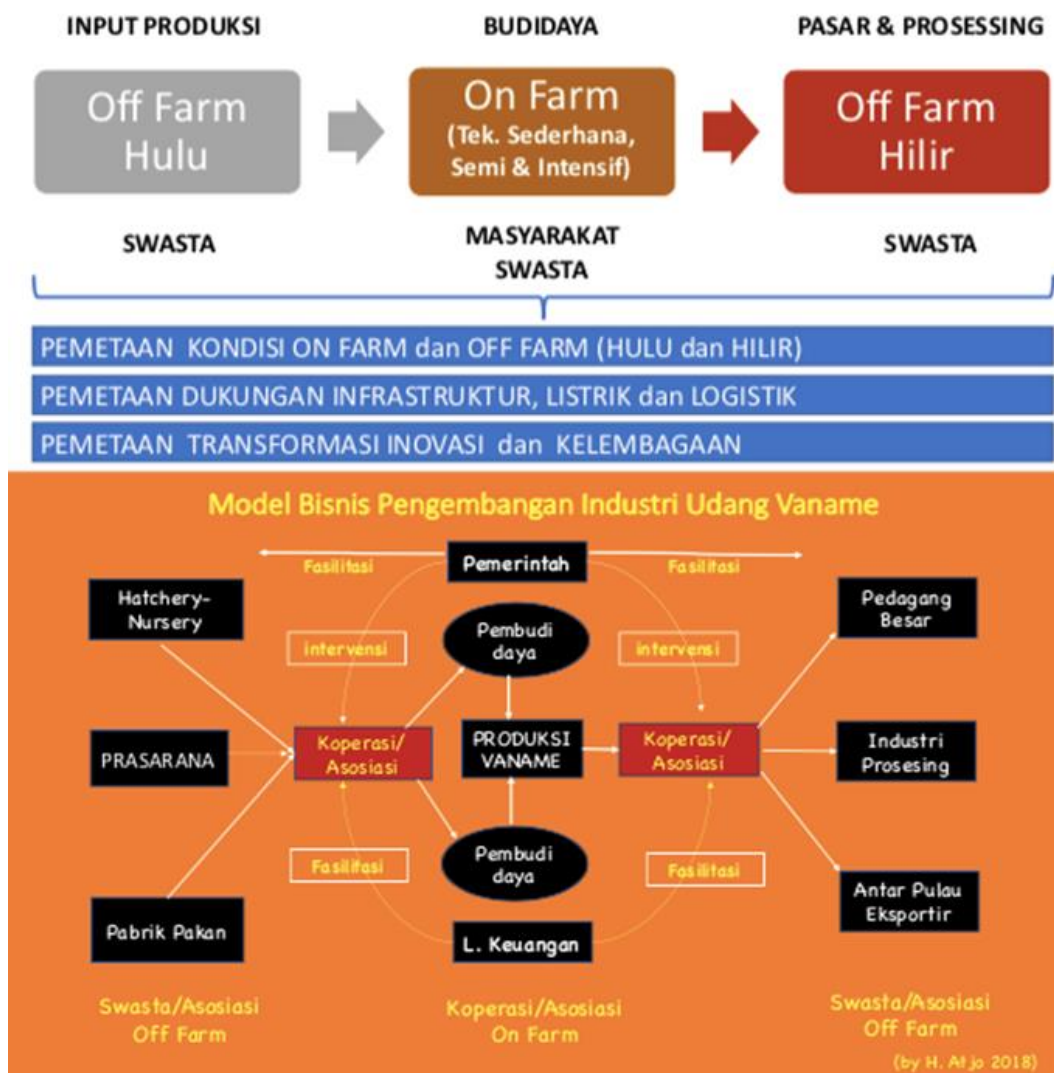 INPUT PRODUKSI
BUDIDAYA
PASAR & PROSESSING
Off Farm
Hulu
On Farm
(Tek. Sederhana,
Semi & Intensif)
Off Farm
Hilir
SWASTA
MASYARAKAT
SWASTA
SWASTA
PEMETAAN KONDISI ON FARM dan OFF FARM (HULU dan HILIR)
PEMETAAN DUKUNGAN INFRASTRUKTUR, LISTRIK dan LOGISTIK
PEMETAAN TRANSFORMASI INOVASI dan KELEMBAGAAN
Model Bisnis Pengembangan Industri Udang Vaname
Fasilitasi
Pemerintah
Fasilitasi
Hatchery-
Nursery
Pembudi
daya
Pedagang
Besar
intervensi
intervensi
PRASARANA
Koperasi/
Asosiasi
PRODUKSI
VANAME
Koperasi/
Asosiasi
Industri
Prosesing
Fasilitasi
Pembudi
daya
Fasilitasi
Pabrik Pakan
L. Keuangan
Antar Pulau
Eksportir
Swasta/Asosiasi
Off Farm
Koperasi/Asosiasi
On Farm
Swasta/Asosiasi
Off Farm
(by H. Atjo 2018)